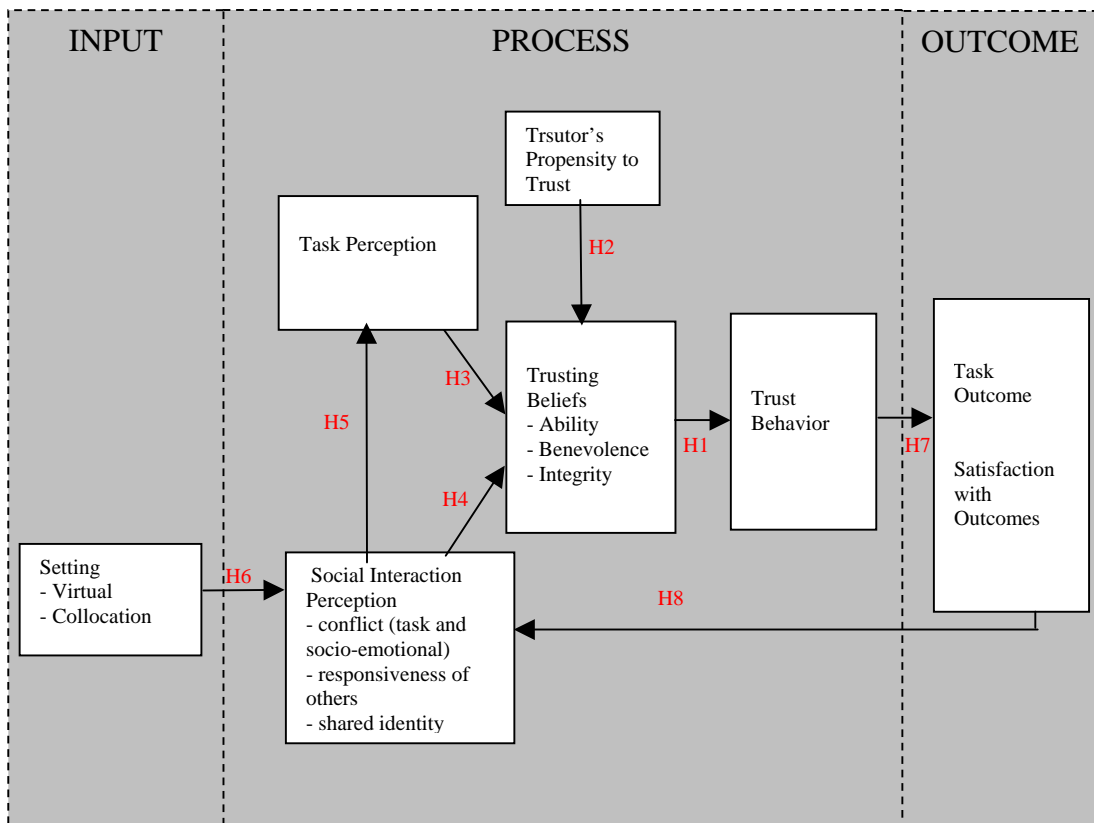 INPUT
PROCESS
OUTCOME
Trsutor's
Propensity to
Trust
Task Perception
H2
H3
H5
Trusting
Beliefs
- Ability
- Benevolence
- Integrity
H1
Trust
Behavior
H7
Task
Outcome
Satisfaction
with
Outcomes
H4
Setting
- Virtual
- Collocation
H6
Social Interaction
Perception
- conflict (task and
socio-emotional)
- responsiveness of
others
- shared identity
H8